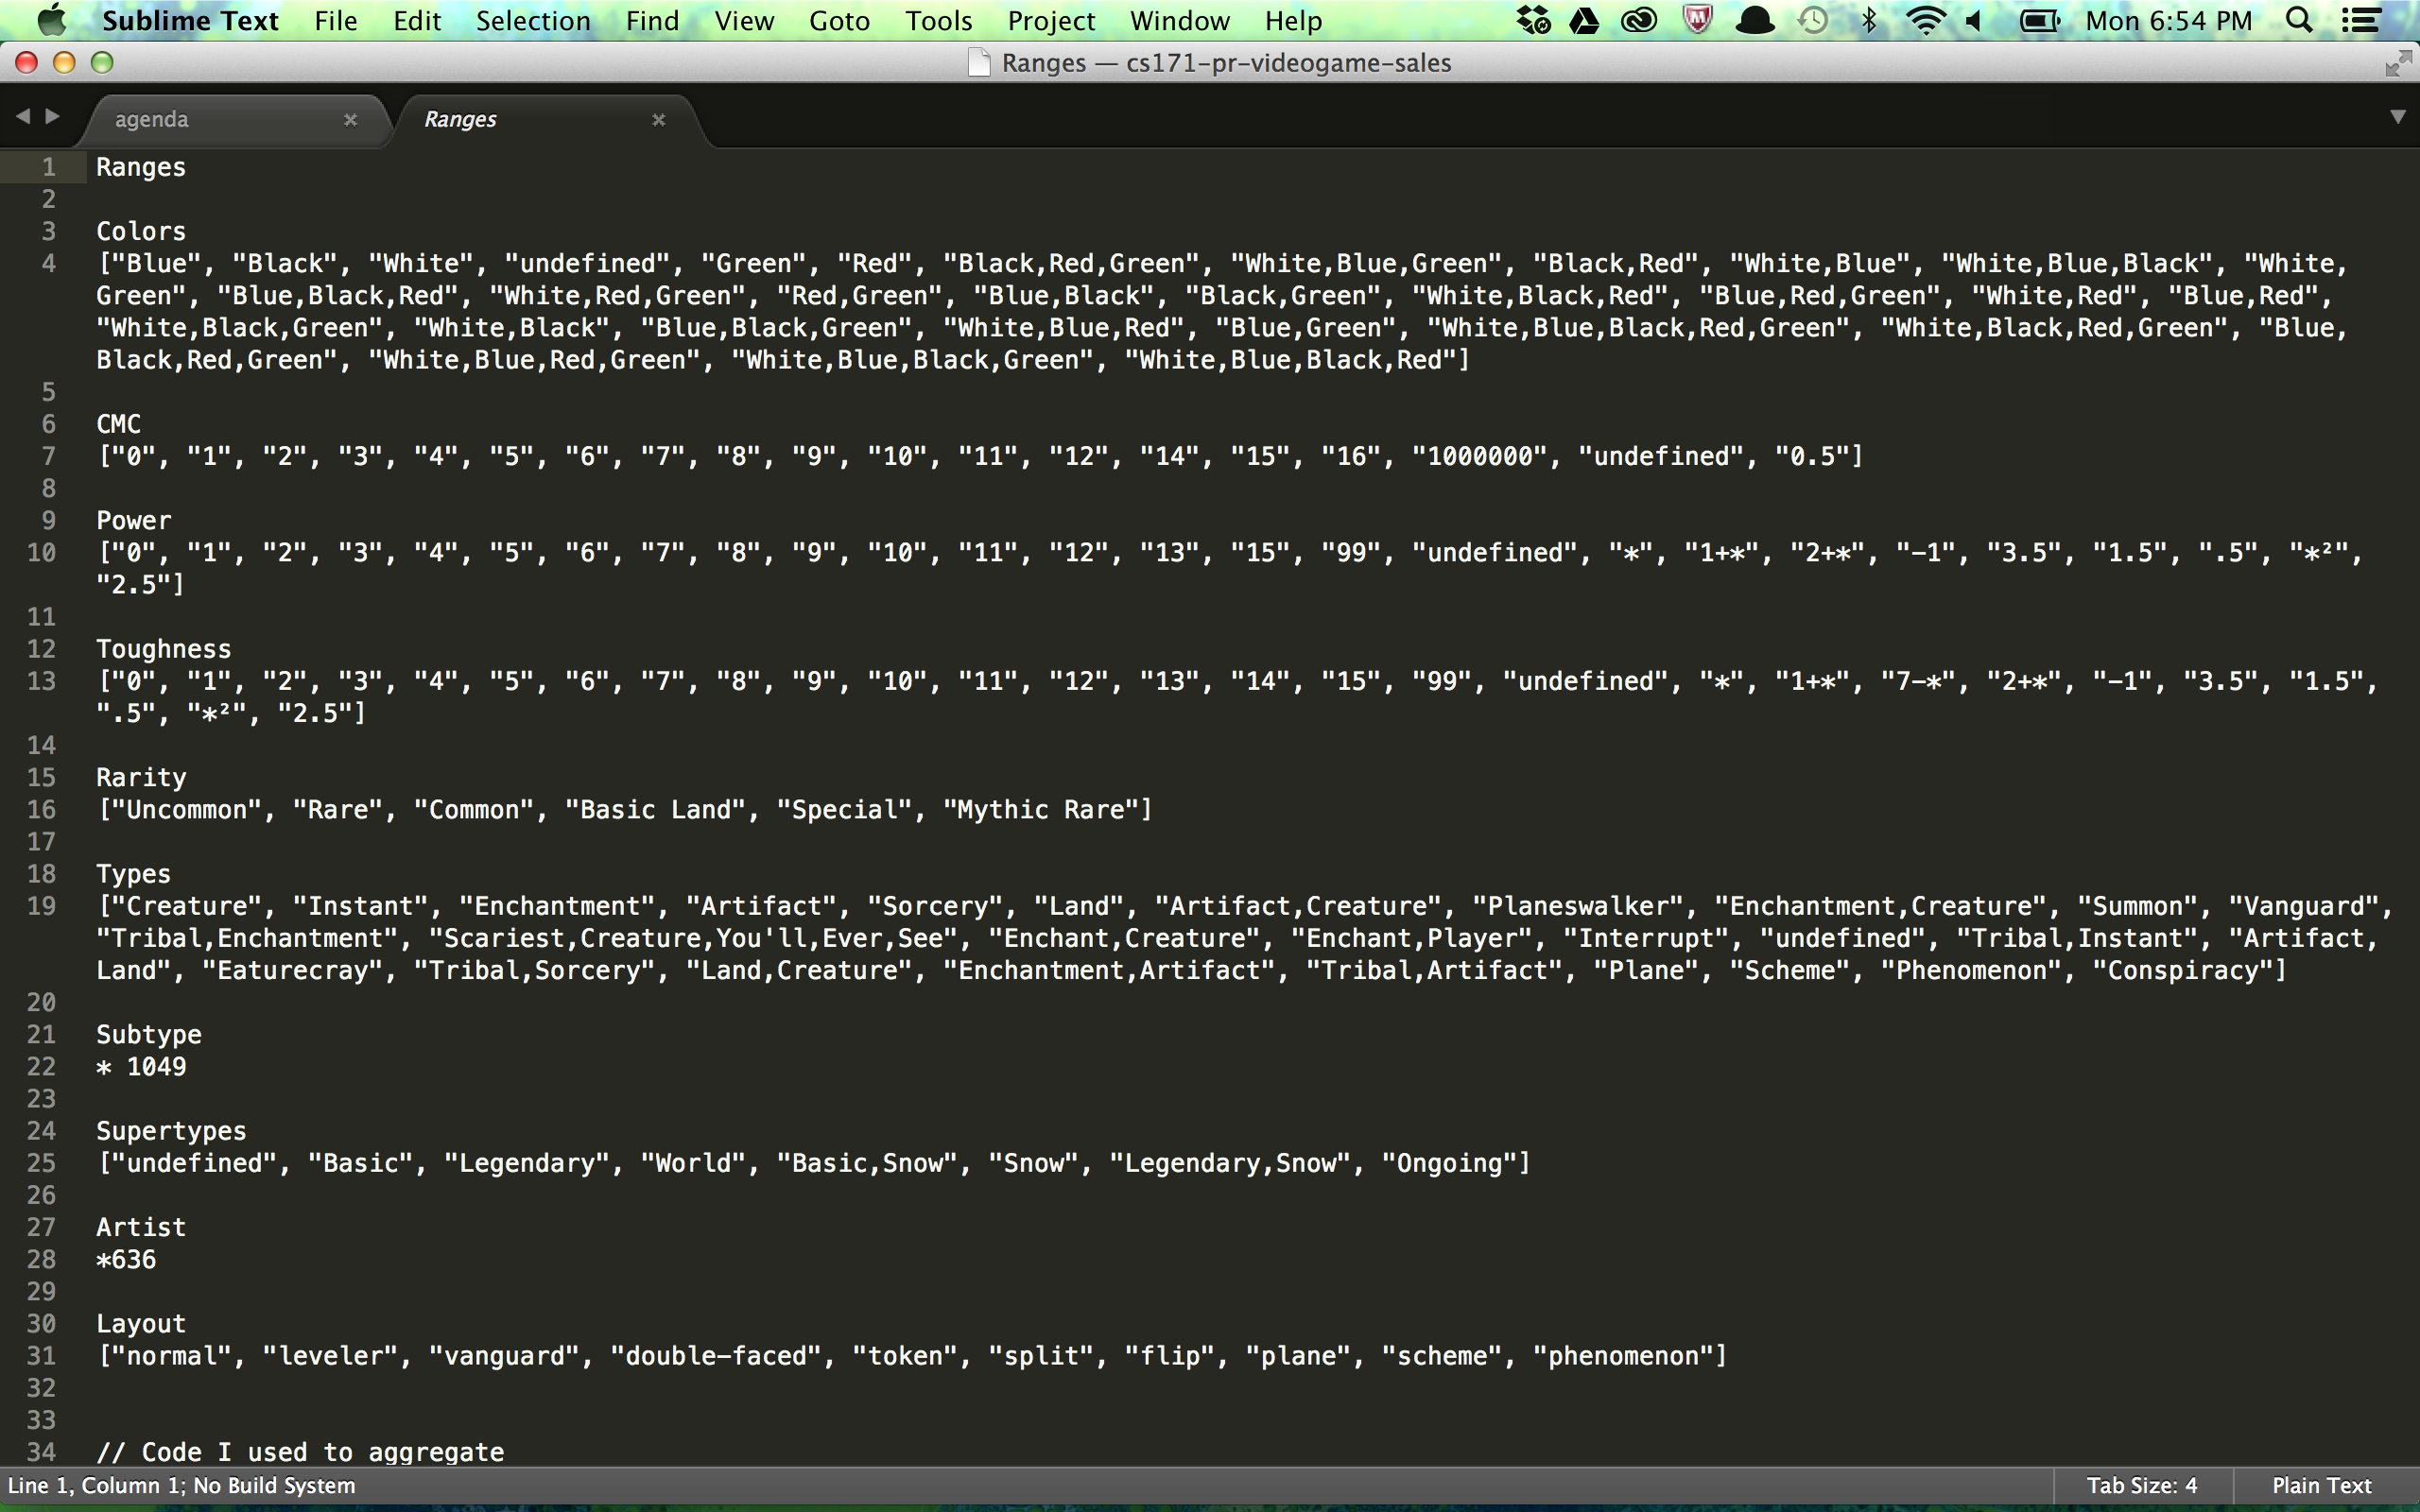 Sublime Text File Edit Selection Find View Goto Tools Project Window Help Mon 6:54 PM
Ranges — cs171-pr-videogame-sales
agenda Ranges
1 Ranges
2
3 Colors
4 ["Blue", "Black", "White", "undefined", "Green", "Red", "Black,Red,Green", "White,Blue,Green", "Black,Red", "White,Blue", "White,Blue,Black", "White,
Green", "Blue,Black,Red", "White,Red,Green", "Red,Green", "Blue,Black", "Black,Green", "White,Black,Red", "Blue,Red,Green", "White,Red", "Blue,Red",
"White,Black,Green", "White,Black", "Blue,Black,Green", "White,Blue,Red", "Blue,Green", "White,Blue,Black,Red,Green", "White,Black,Red,Green", "Blue,
Black,Red,Green", "White,Blue,Red,Green", "White,Blue,Black,Green", "White,Blue,Black,Red"]
5
6 CMC
7 ["0", "1", "2", "3", "4", "5", "6", "7", "8", "9", "10", "11", "12", "14", "15", "16", "1000000", "undefined", "0.5"]
8
9 Power
10 ["0", "1", "2", "3", "4", "5", "6", "7", "8", "9", "10", "11", "12", "13", "15", "99", "undefined", "*", "1+*", "2+*", "-1", "3.5", "1.5", ".5", "*²",
"2.5"]
11
12 Toughness
13 ["0", "1", "2", "3", "4", "5", "6", "7", "8", "9", "10", "11", "12", "13", "14", "15", "99", "undefined", "*", "1+*", "7-*", "2+*", "-1", "3.5", "1.5",
".5", "*²", "2.5"]
14
15 Rarity
16 ["Uncommon", "Rare", "Common", "Basic Land", "Special", "Mythic Rare"]
17
18 Types
19 ["Creature", "Instant", "Enchantment", "Artifact", "Sorcery", "Land", "Artifact,Creature", "Planeswalker", "Enchantment,Creature", "Summon", "Vanguard",
"Tribal,Enchantment", "Scariest,Creature,You'll,Ever,See", "Enchant,Creature", "Enchant,Player", "Interrupt", "undefined", "Tribal,Instant", "Artifact,
Land", "Eaturecray", "Tribal,Sorcery", "Land,Creature", "Enchantment,Artifact", "Tribal,Artifact", "Plane", "Scheme", "Phenomenon", "Conspiracy"]
20
21 Subtype
22 * 1049
23
24 Supertypes
25 ["undefined", "Basic", "Legendary", "World", "Basic,Snow", "Snow", "Legendary,Snow", "Ongoing"]
26
27 Artist
28 *636
29
30 Layout
31 ["normal", "leveler", "vanguard", "double-faced", "token", "split", "flip", "plane", "scheme", "phenomenon"]
32
33
34 // Code I used to aggregate
Line 1, Column 1; No Build System Tab Size: 4 Plain Text